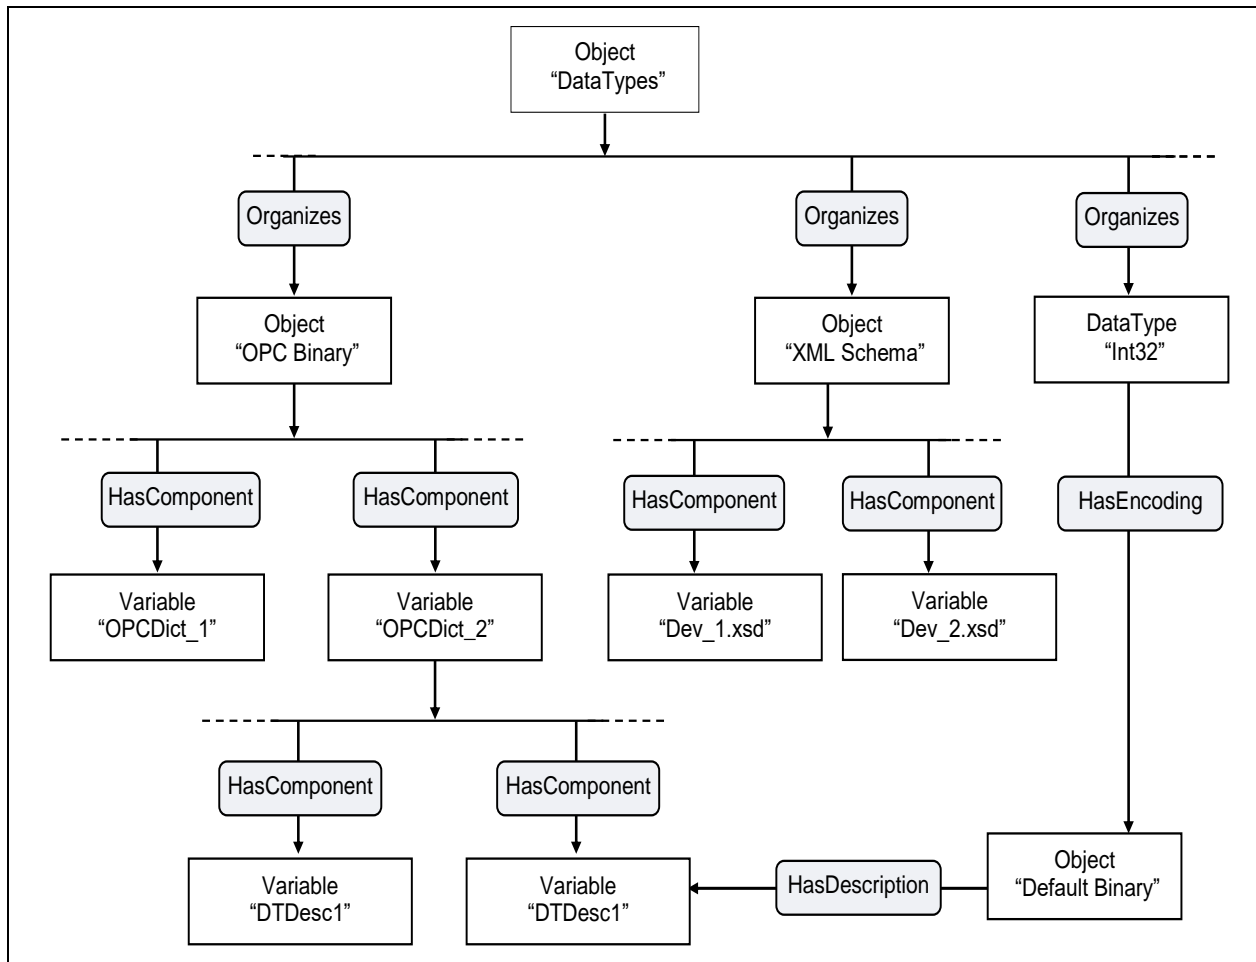 Object
“DataTypes”
Organizes
Organizes
Organizes
Object
“OPC Binary”
Object
“XML Schema”
DataType
“Int32”
HasComponent
HasComponent
HasComponent
HasComponent
HasEncoding
Variable
“OPCDict_1”
Variable
“OPCDict_2”
Variable
“Dev_1.xsd”
Variable
“Dev_2.xsd”
HasComponent
HasComponent
Variable
“DTDesc1”
Variable
“DTDesc1”
HasDescription
Object
“Default Binary”